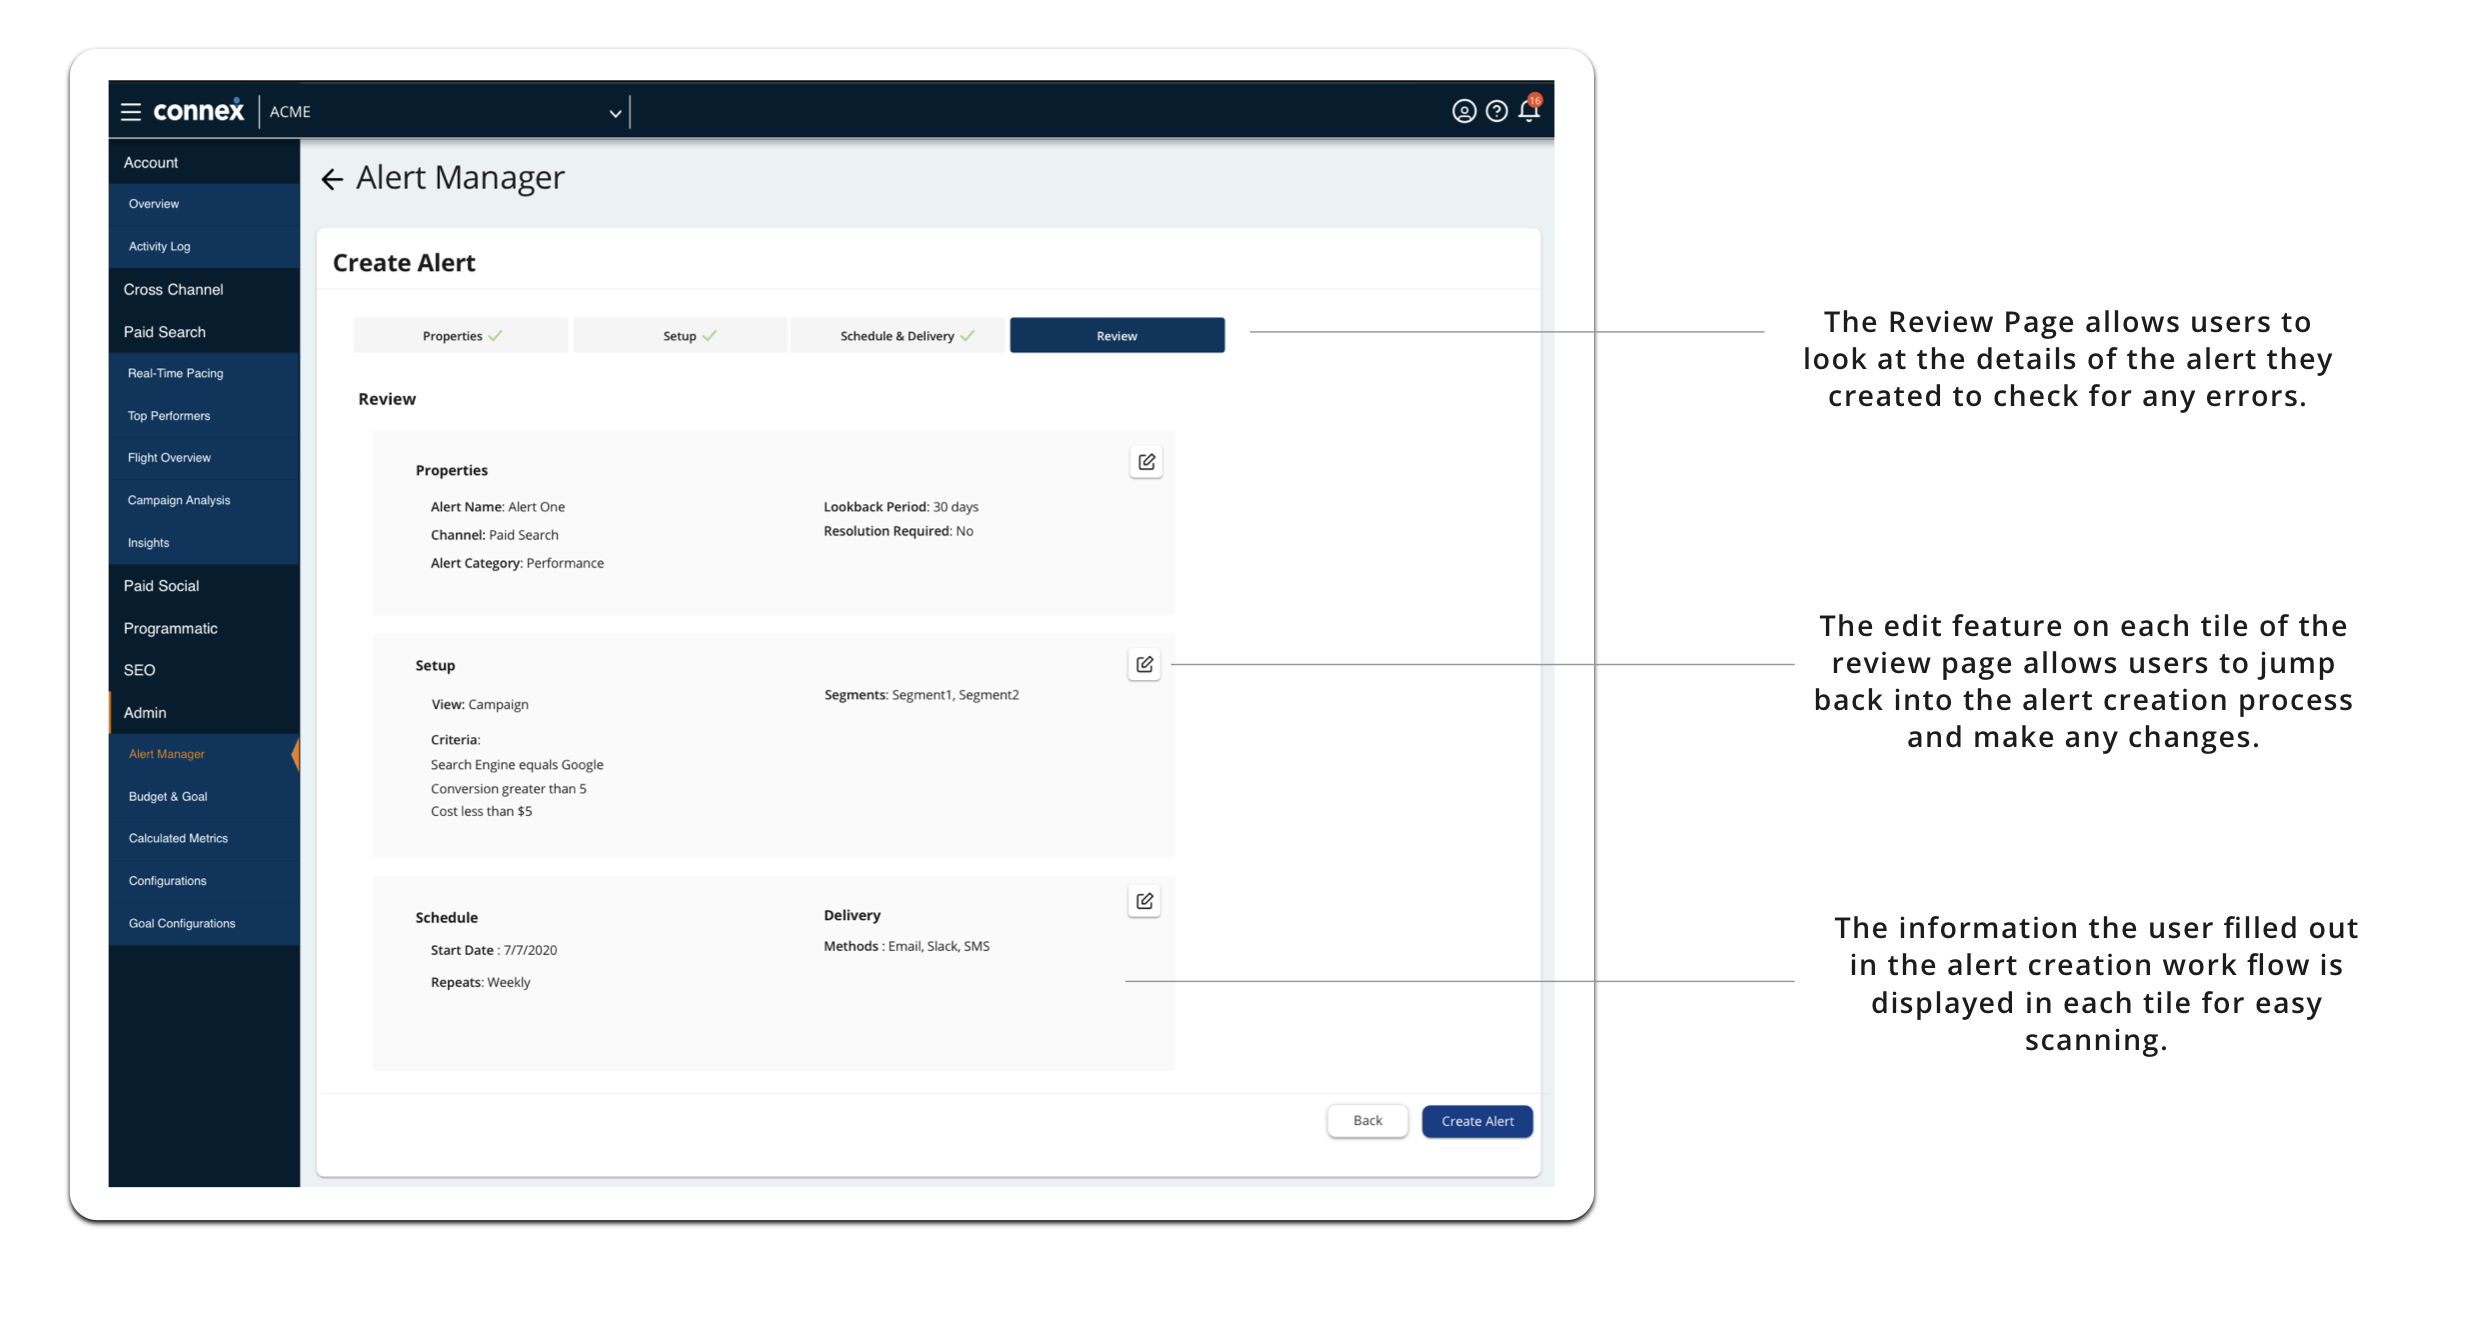 connex
ACME
16
Account
Overview
Activity Log
Cross Channel
Paid Search
Real-Time Pacing
Top Performers
Flight Overview
Campaign Analysis
Insights
Paid Social
Programmatic
SEO
Admin
Alert Manager
Budget & Goal
Calculated Metrics
Configurations
Goal Configurations
Alert Manager
Create Alert
Properties
Setup
Schedule & Delivery
Review
Review
Properties
Alert Name: Alert One
Channel: Paid Search
Alert Category: Performance
Lookback Period: 30 days
Resolution Required: No
Setup
View: Campaign
Criteria:
Search Engine equals Google
Conversion greater than 5
Cost less than $5
Segments: Segment1, Segment2
Schedule
Start Date : 7/7/2020
Repeats: Weekly
Delivery
Methods : Email, Slack, SMS
Back
Create Alert
The Review Page allows users to
look at the details of the alert they
created to check for any errors.
The edit feature on each tile of the
review page allows users to jump
back into the alert creation process
and make any changes.
The information the user filled out
in the alert creation work flow is
displayed in each tile for easy
scanning.